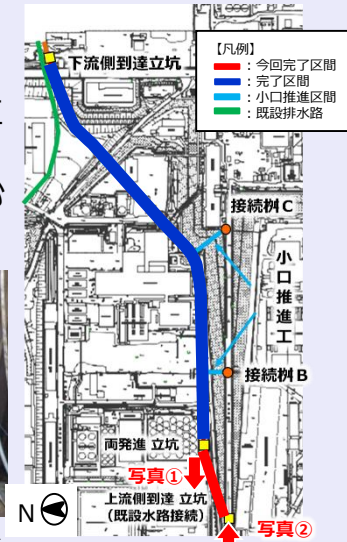 下流側到達立坑
【凡例】
：今回完了区間
：完了区間
：小口推進区間
：既設排水路
接続桝C
小口推進工
接続桝B
両発進 立坑
写真①
上流側到達 立坑
（既設水路接続）
写真②
N